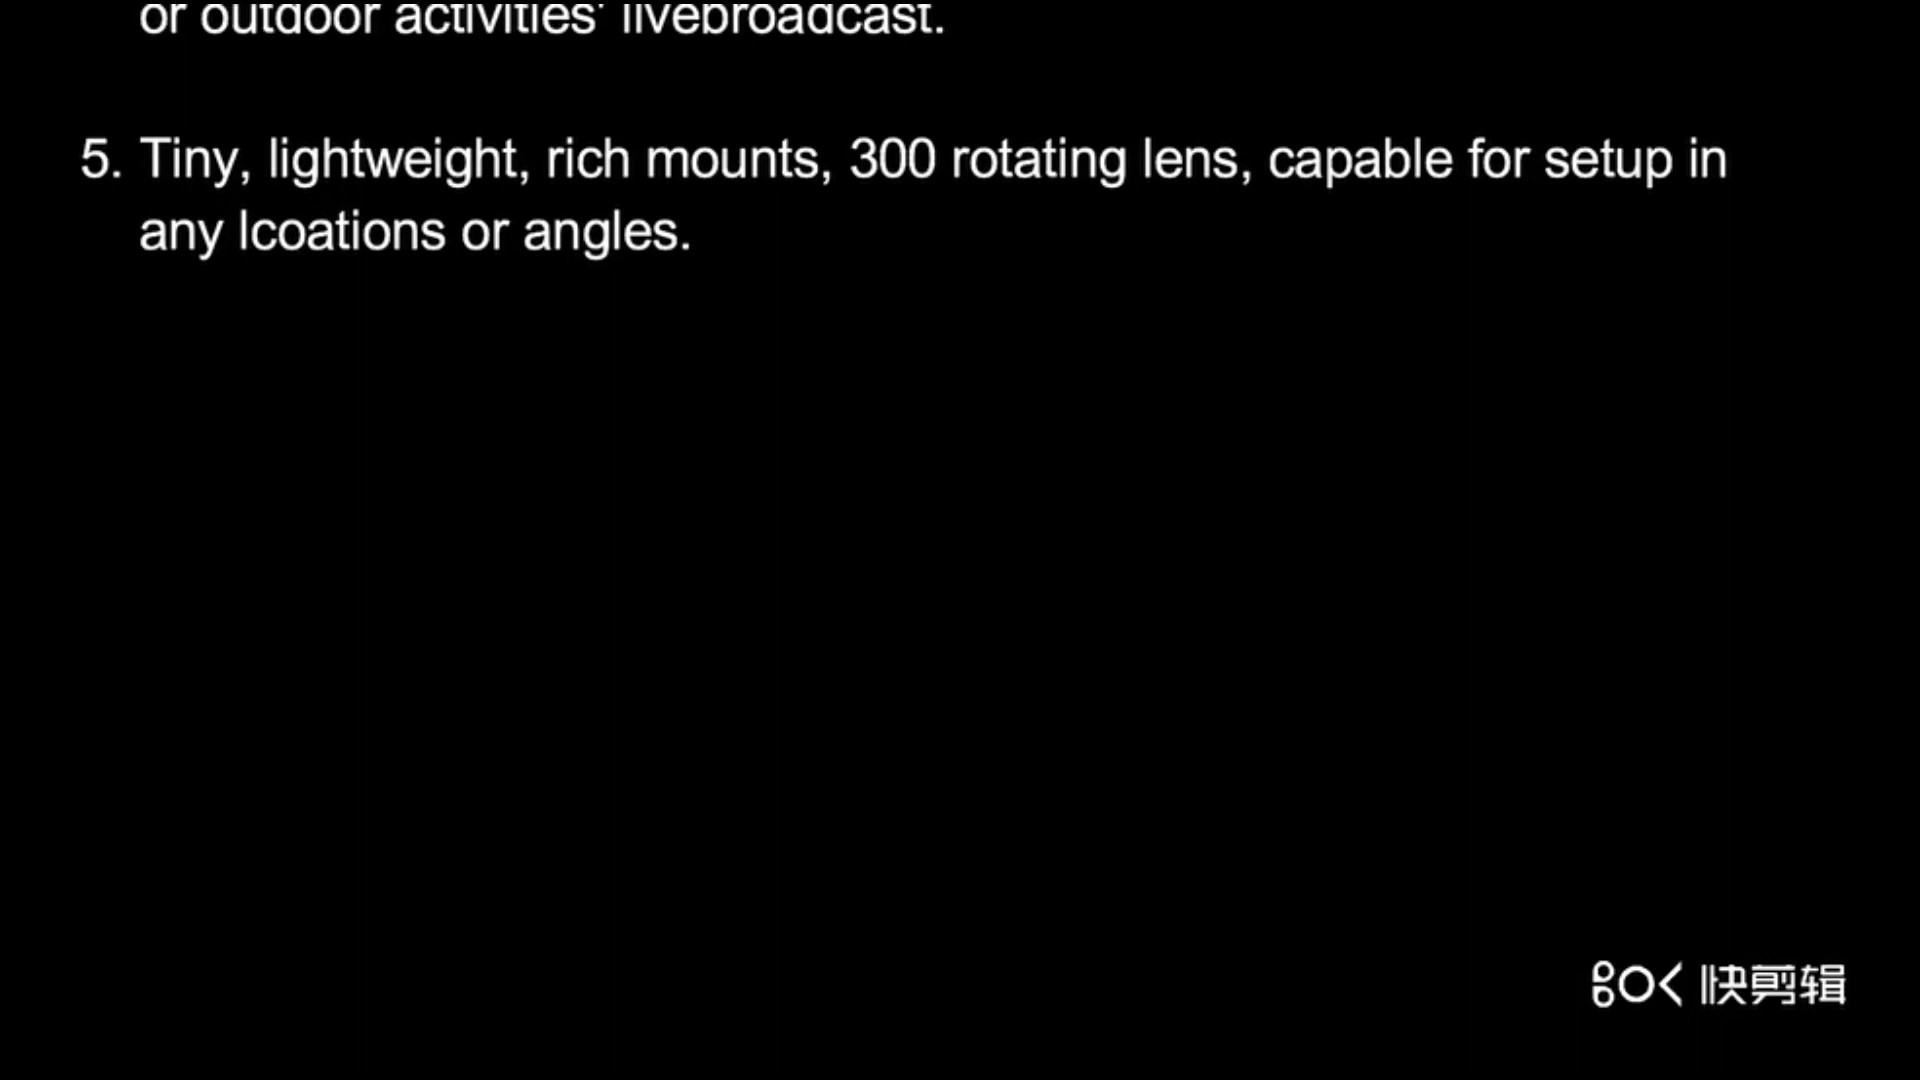 or outdoor activities' livebroadcast.
5. Tiny, lightweight, rich mounts, 300 rotating lens, capable for setup in
any lcoations or angles.
快剪辑